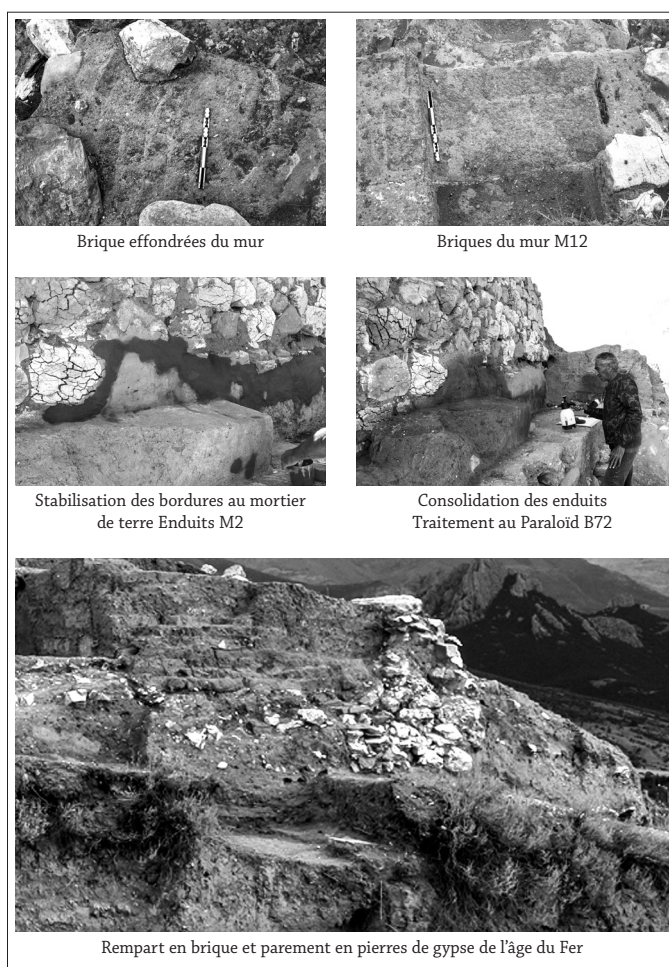 Brique effondrées du mur
Briques du mur M12
Stabilisation des bordures au mortier
de terre Enduits M2
Consolidation des enduits
Traitement au Paraloïd B72
Rempart en brique et parement en pierres de gypse de l'âge du Fer